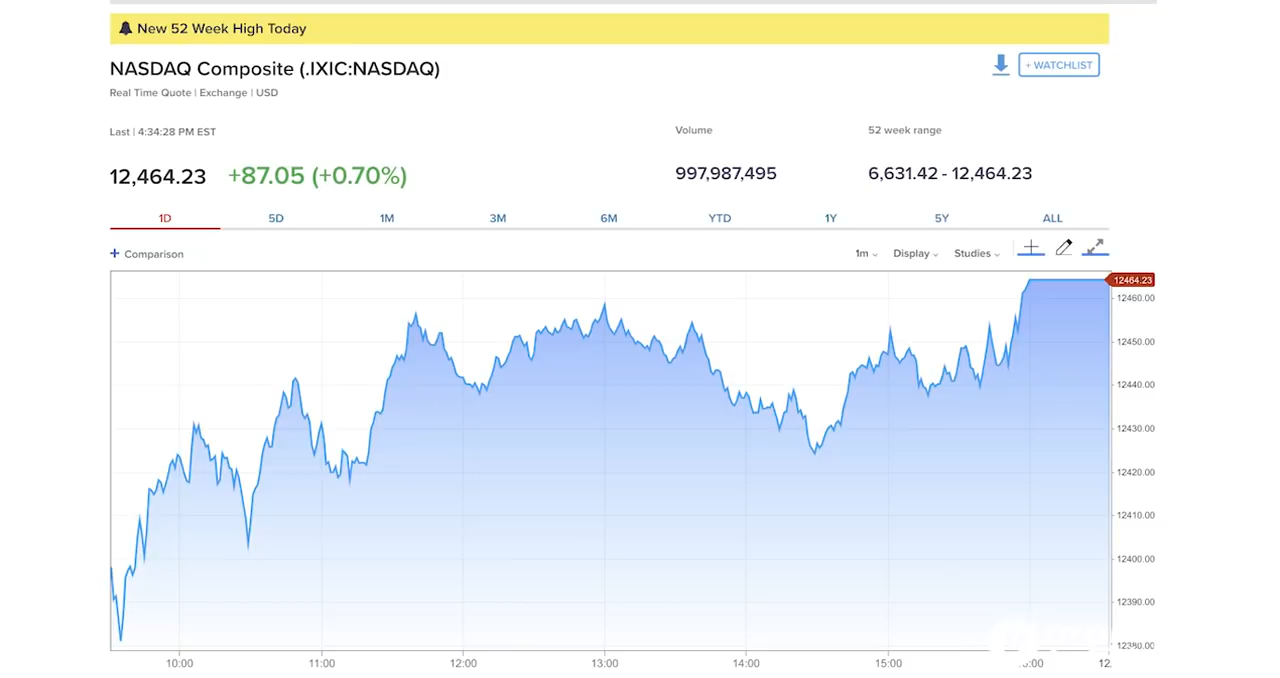 New 52 Week High Today
NASDAQ Composite (.IXIC:NASDAQ)
+ WATCHLIST
Real Time Quote | Exchange | USD
Last | 4:34:28 PM EST
Volume
52 week range
12,464.23 +87.05 (+0.70%)
997,987,495
6,631.42 - 12,464.23
1D 5D 1M 3M 6M YTD 1Y 5Y ALL
+ Comparison
1m Display Studies
12464.23
12460.00
12450.00
12440.00
12430.00
12420.00
12410.00
12400.00
12390.00
12380.00
10:00 11:00 12:00 13:00 14:00 15:00